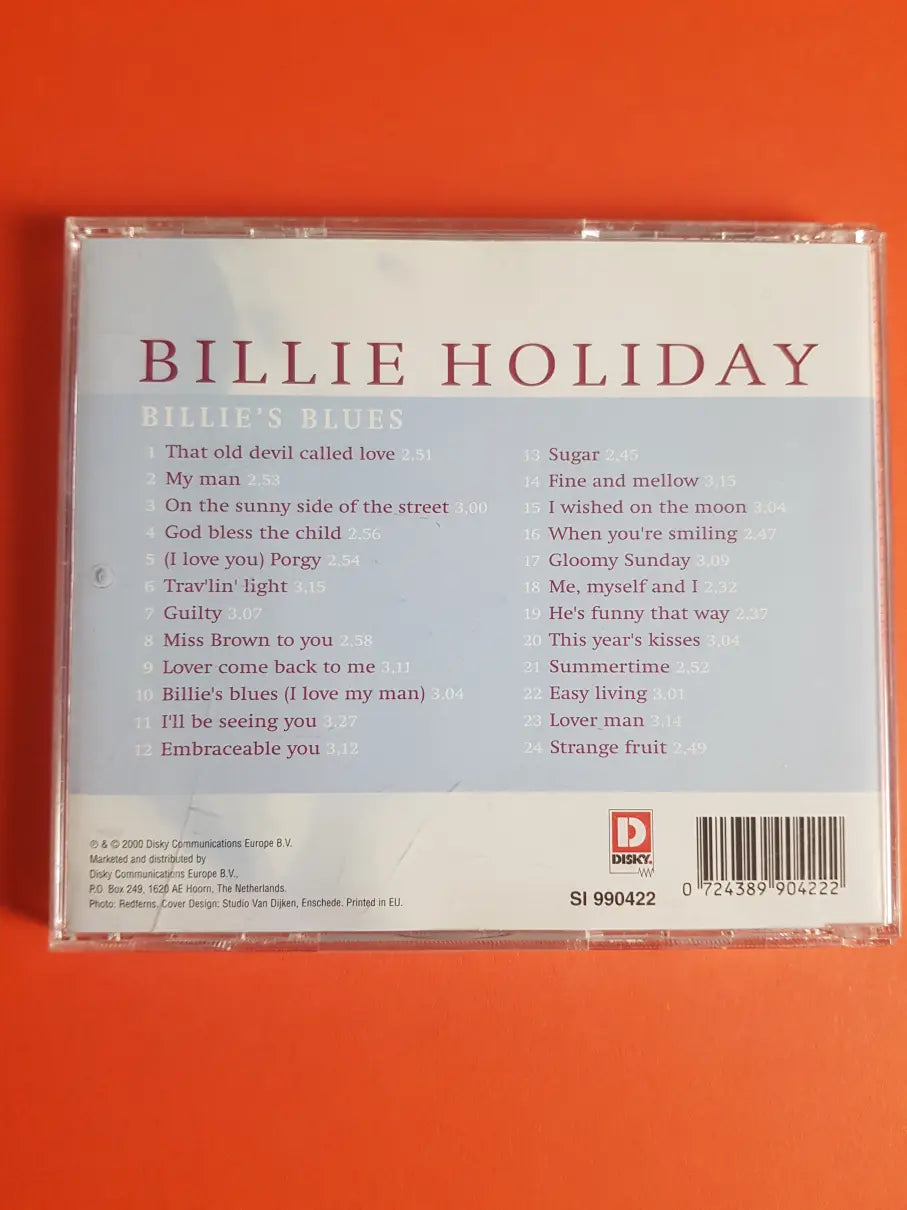 BILLIE HOLIDAY
BILLIE'S BLUES
1 That old devil called love 2,51
2 My man 2,53
3 On the sunny side of the street 3,00
4 God bless the child 2,56
5 (I love you) Porgy 2,54
6 Trav'lin' light 3,15
7 Guilty 3.07
8 Miss Brown to you 2,58
9 Lover come back to me 3,11
10 Billie's blues (I love my man) 3.04
11 I'll be seeing you 3,27
12 Embraceable you 3,12
13 Sugar 2,45
14 Fine and mellow 3,15
15 I wished on the moon 3,04
16 When you're smiling 2,47
17 Gloomy Sunday 3,09
18 Me, myself and I 2,32
19 He's funny that way 2,37
20 This year's kisses 3,04
21 Summertime 2,52
22 Easy living 3.01
23 Lover man 3,14
24 Strange fruit 2,49
℗ & © 2000 Disky Communications Europe B.V.
Marketed and distributed by
Disky Communications Europe B.V.,
P.O. Box 249, 1620 AE Hoorn, The Netherlands.
Photo: Redferns. Cover Design: Studio Van Dijken, Enschede. Printed in EU.
D
DISKY.
SI 990422
0 724389 904222